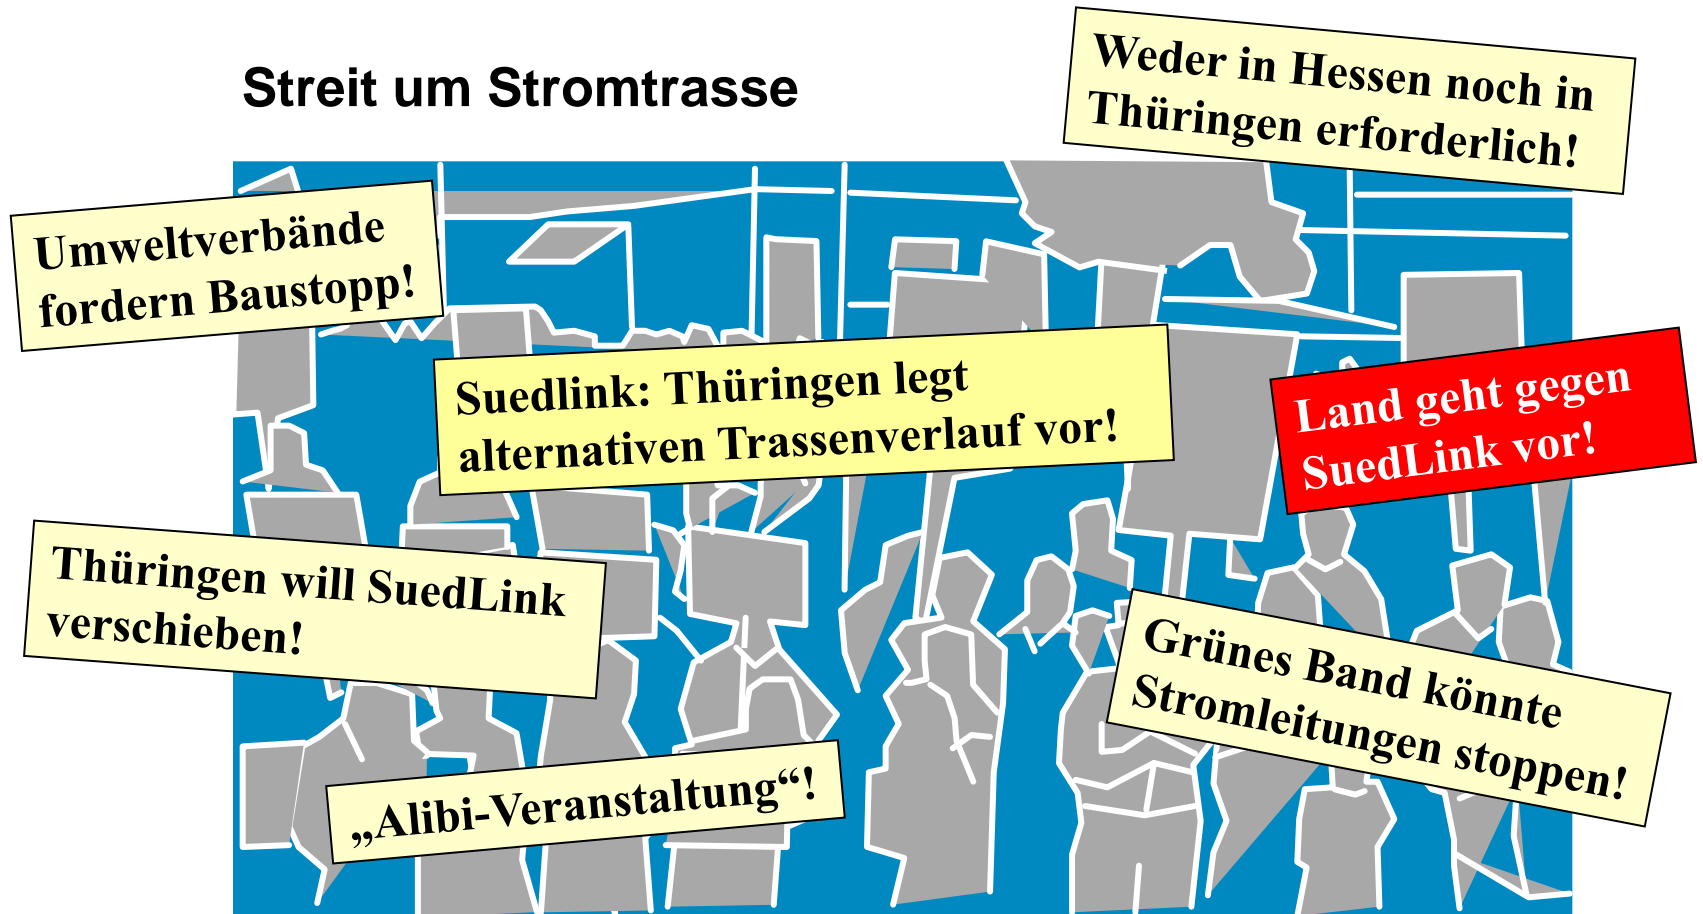 Streit um Stromtrasse
Weder in Hessen noch in
Thüringen erforderlich!
Umweltverbände
fordern Baustopp!
Suedlink: Thüringen legt
alternativen Trassenverlauf vor!
Land geht gegen
SuedLink vor!
Thüringen will SuedLink
verschieben!
Grünes Band könnte
Stromleitungen stoppen!
„Alibi-Veranstaltung“!